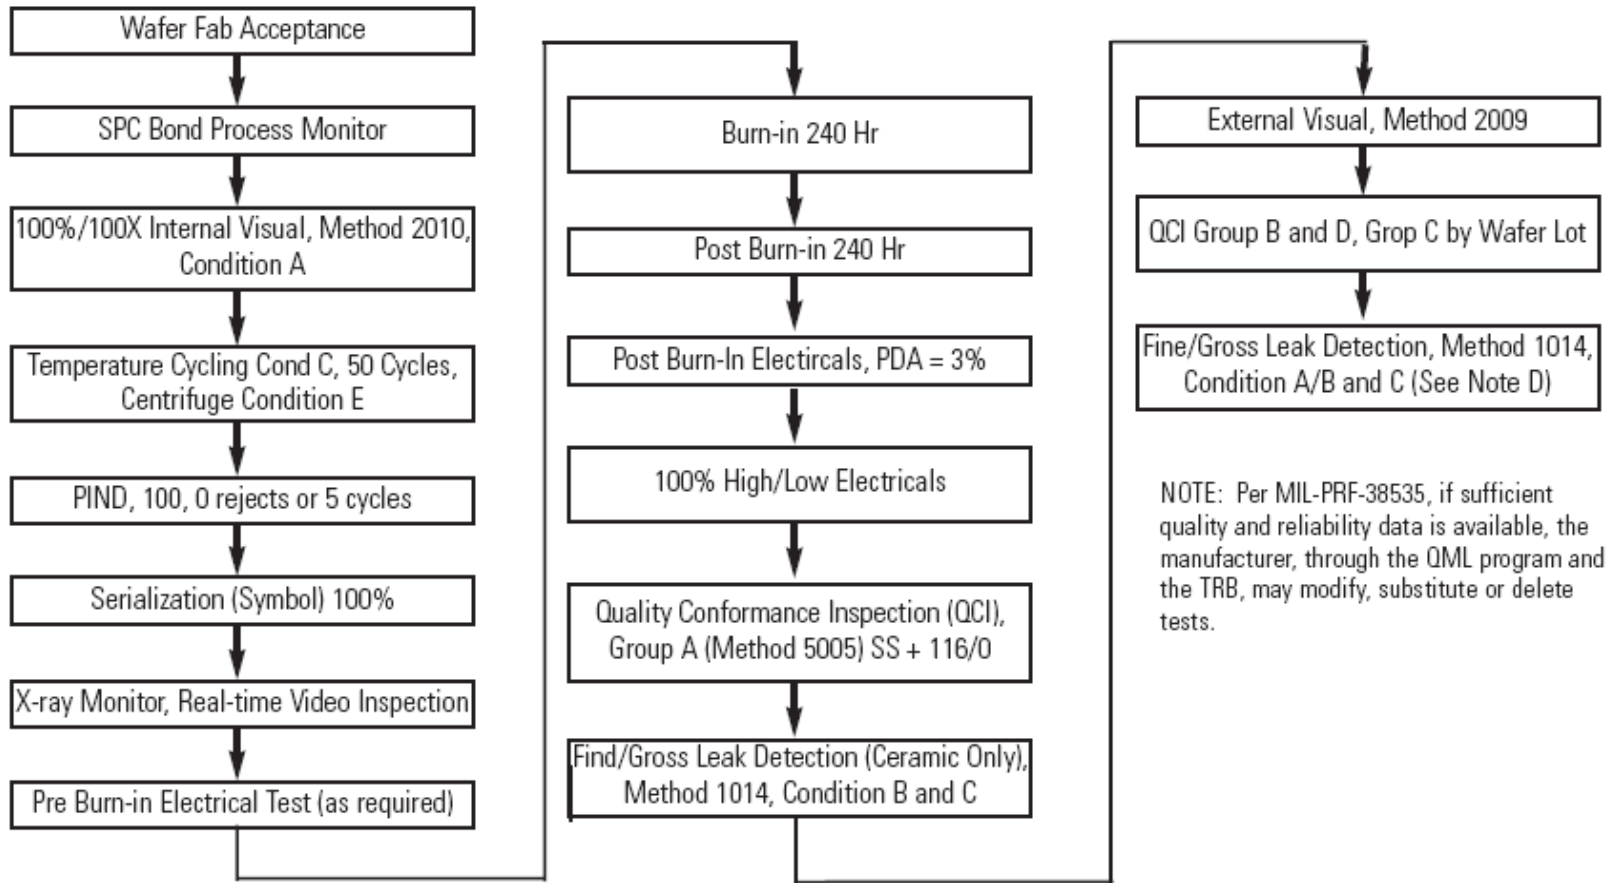 Wafer Fab Acceptance
SPC Bond Process Monitor
100%/100X Internal Visual, Method 2010,
Condition A
Temperature Cycling Cond C, 50 Cycles,
Centrifuge Condition E
PIND, 100, 0 rejects or 5 cycles
Serialization (Symbol) 100%
X-ray Monitor, Real-time Video Inspection
Pre Burn-in Electrical Test (as required)
Burn-in 240 Hr
Post Burn-in 240 Hr
Post Burn-In Electircals, PDA = 3%
100% High/Low Electricals
Quality Conformance Inspection (QCI),
Group A (Method 5005) SS + 116/0
Find/Gross Leak Detection (Ceramic Only),
Method 1014, Condition B and C
External Visual, Method 2009
QCI Group B and D, Grop C by Wafer Lot
Fine/Gross Leak Detection, Method 1014,
Condition A/B and C (See Note D)
NOTE: Per MIL-PRF-38535, if sufficient
quality and reliability data is available, the
manufacturer, through the QML program and
the TRB, may modify, substitute or delete
tests.